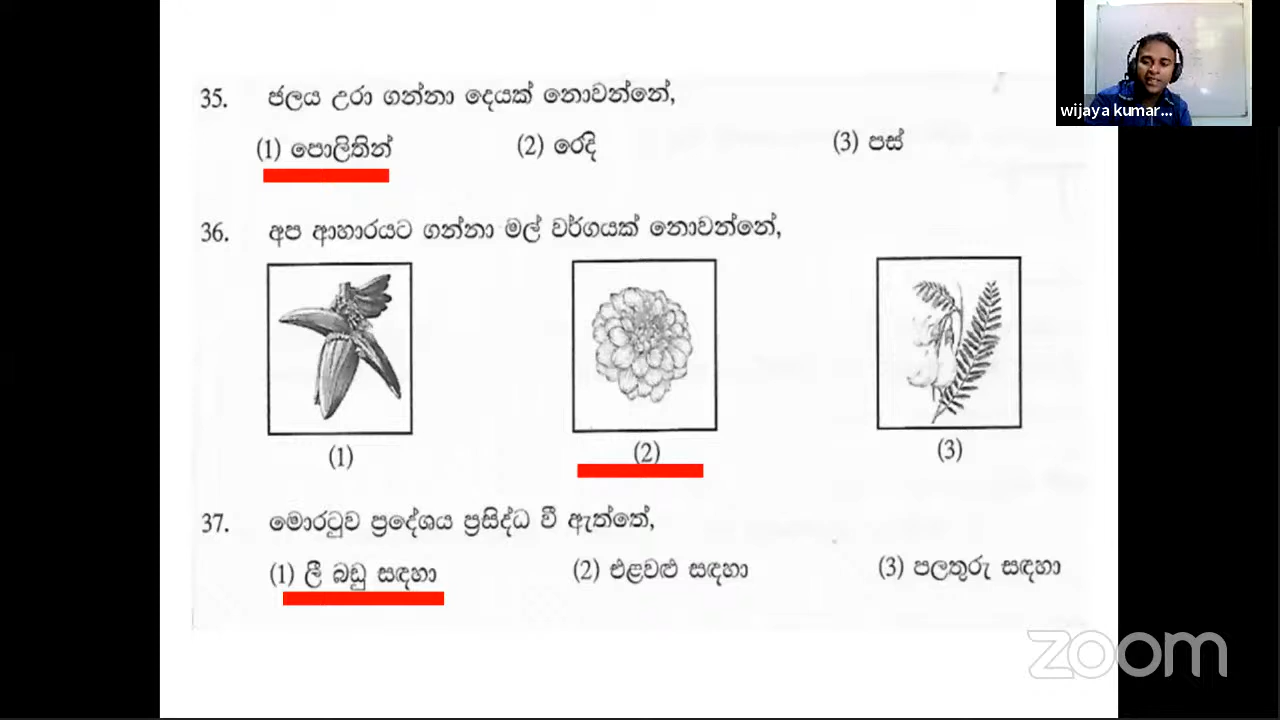 wijaya kumar...
35. ජලය උරා ගන්නා දෙයක් නොවන්නේ,
(1) පොලිතින් (2) රෙදි (3) පස්
36. අප ආහාරයට ගන්නා මල් වර්ගයක් නොවන්නේ,
(1) (2) (3)
37. මොරටුව ප්‍රදේශය ප්‍රසිද්ධ වී ඇත්තේ,
(1) ලී බඩු සඳහා (2) එළවළු සඳහා (3) පලතුරු සඳහා
zoom